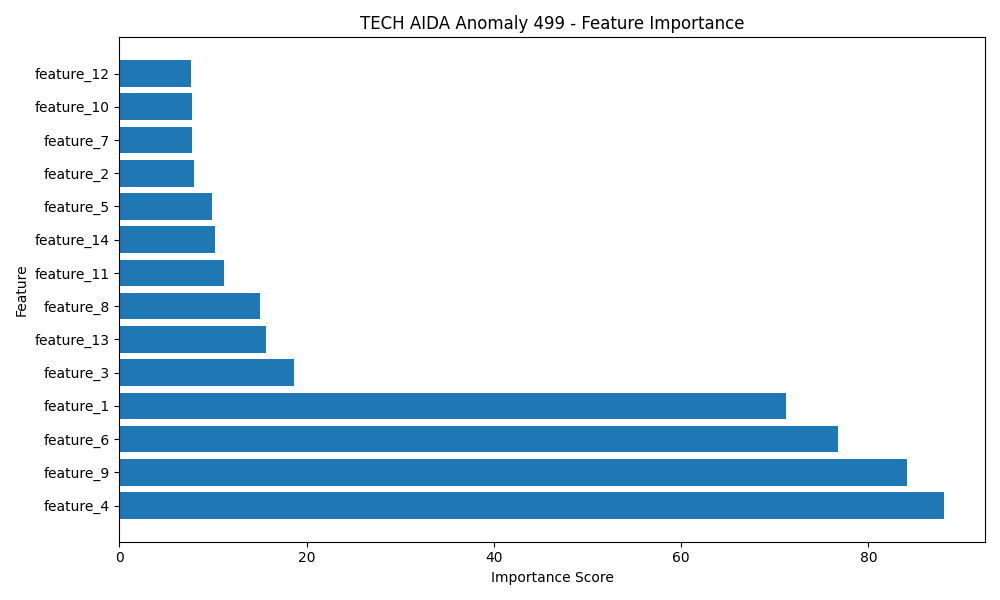 TECH AIDA Anomaly 499 - Feature Importance
feature_12
feature_10
feature_7
feature_2
feature_5
feature_14
feature_11
feature_8
feature_13
feature_3
feature_1
feature_6
feature_9
feature_4
Feature
0 20 40 60 80
Importance Score